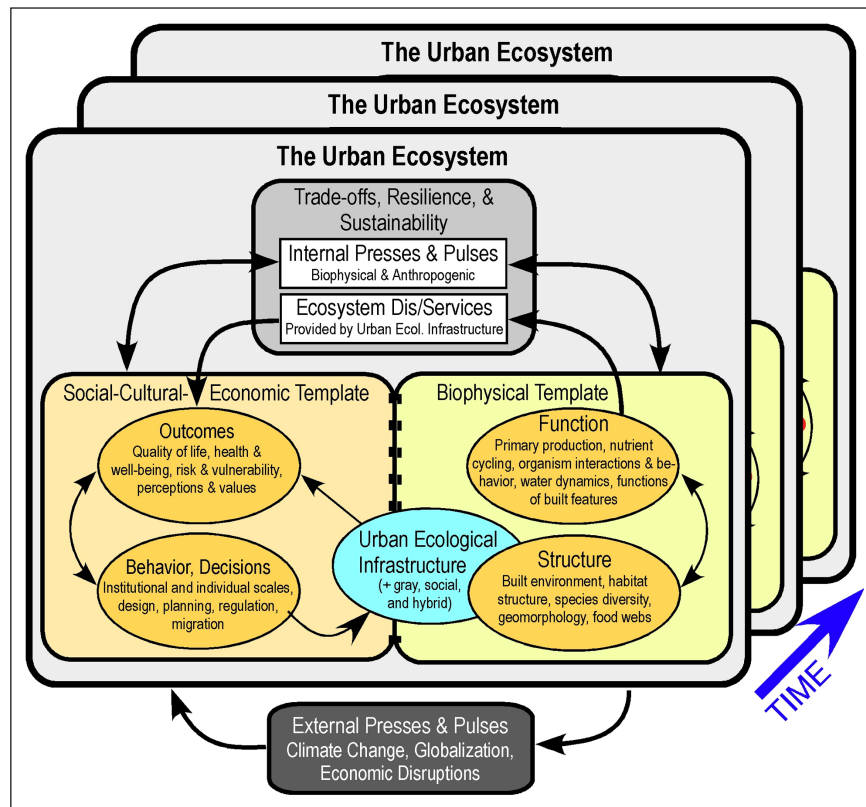 The Urban Ecosystem
The Urban Ecosystem
The Urban Ecosystem
Trade-offs, Resilience, &
Sustainability
Internal Presses & Pulses
Biophysical & Anthropogenic
Ecosystem Dis/Services
Provided by Urban Ecol. Infrastructure
Social-Cultural- Economic Template
Outcomes
Quality of life, health &
well-being, risk & vulnerability,
perceptions & values
Behavior, Decisions
Institutional and individual scales,
design, planning, regulation,
migration
Urban Ecological
Infrastructure
(+ gray, social,
and hybrid)
Biophysical Template
Function
Primary production, nutrient
cycling, organism interactions & be-
havior, water dynamics, functions
of built features
Structure
Built environment, habitat
structure, species diversity,
geomorphology, food webs
TIME
External Presses & Pulses
Climate Change, Globalization,
Economic Disruptions